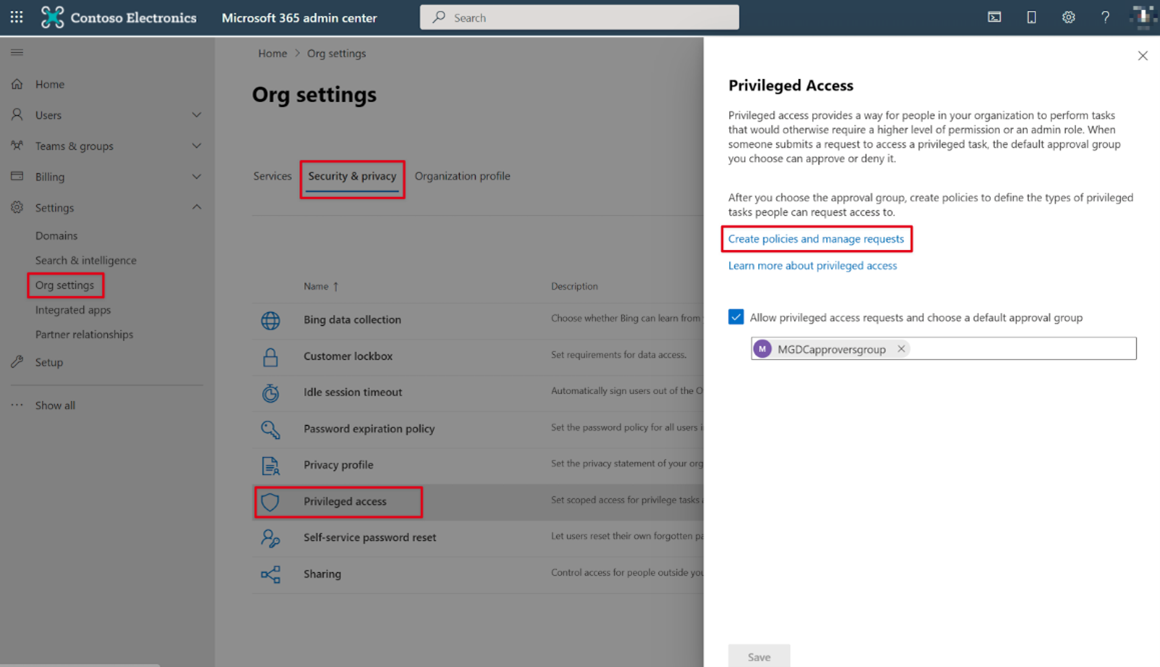 Contoso Electronics
Microsoft 365 admin center
Search
Home
Users
Teams & groups
Billing
Settings
Domains
Search & intelligence
Org settings
Integrated apps
Partner relationships
Setup
Show all
Home > Org settings
Org settings
Services
Security & privacy
Organization profile
Name ↑
Description
Bing data collection
Choose whether Bing can learn from
Customer lockbox
Set requirements for data access.
Idle session timeout
Automatically sign users out of the O
Password expiration policy
Set the password policy for all users i
Privacy profile
Set the privacy statement of your org
Privileged access
Set scoped access for privilege tasks
Self-service password reset
Let users reset their own forgotten pa
Sharing
Control access for people outside you
Privileged Access
Privileged access provides a way for people in your organization to perform tasks
that would otherwise require a higher level of permission or an admin role. When
someone submits a request to access a privileged task, the default approval group
you choose can approve or deny it.
After you choose the approval group, create policies to define the types of privileged
tasks people can request access to.
Create policies and manage requests
Learn more about privileged access
Allow privileged access requests and choose a default approval group
M MGDCapproversgroup
Save